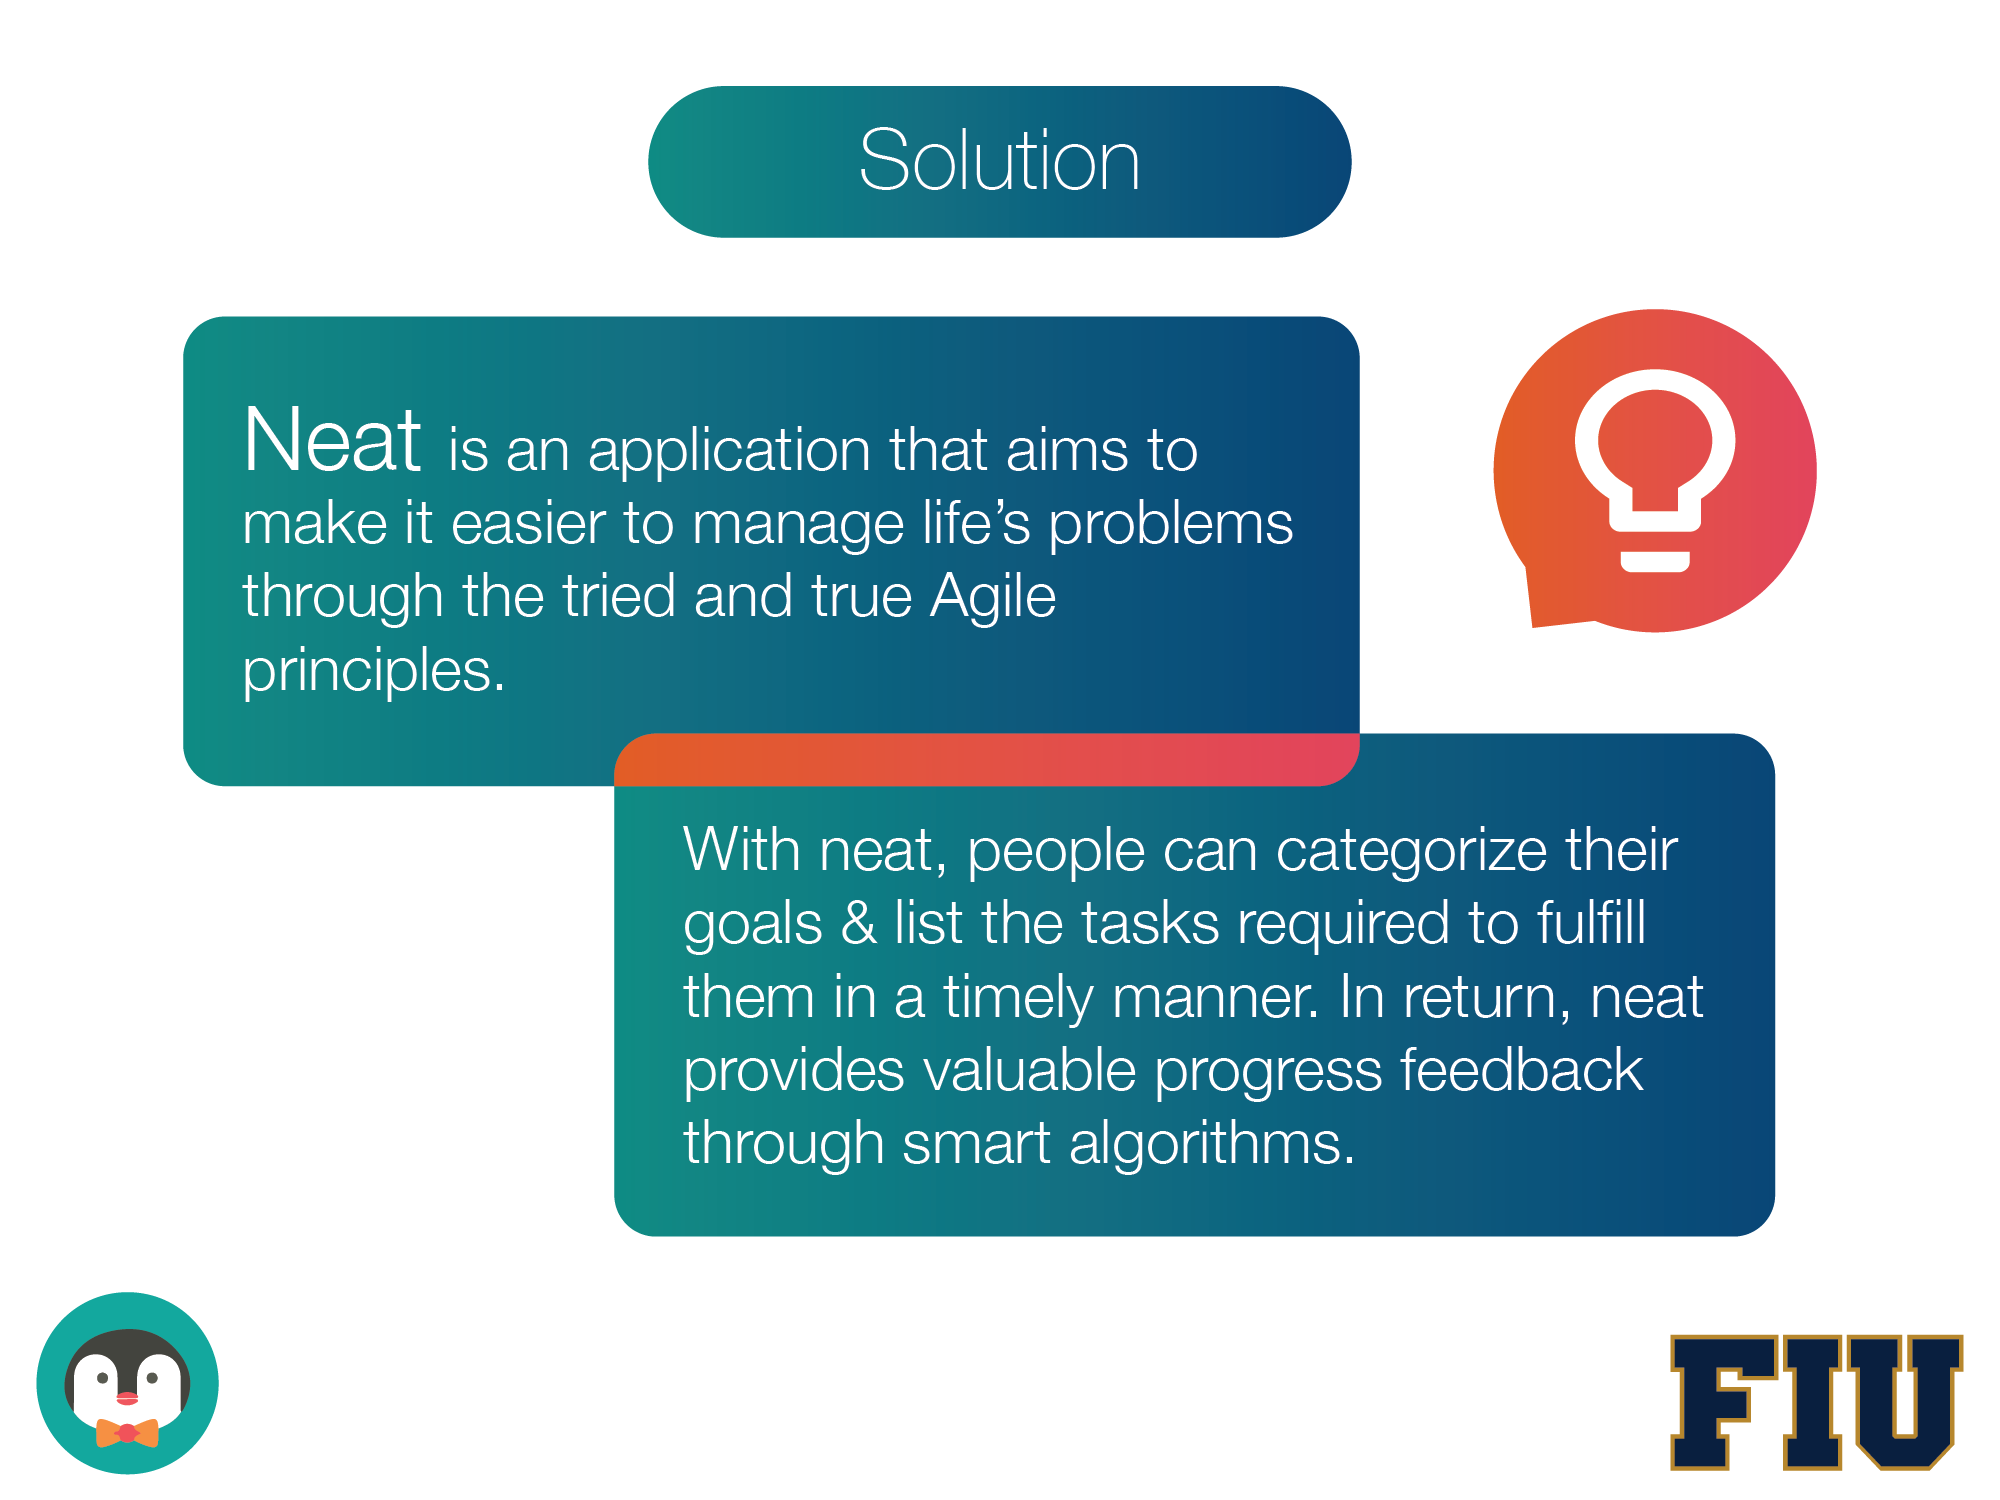 Solution
Neat is an application that aims to
make it easier to manage life’s problems
through the tried and true Agile
principles.
With neat, people can categorize their
goals & list the tasks required to fulfill
them in a timely manner. In return, neat
provides valuable progress feedback
through smart algorithms.
FIU